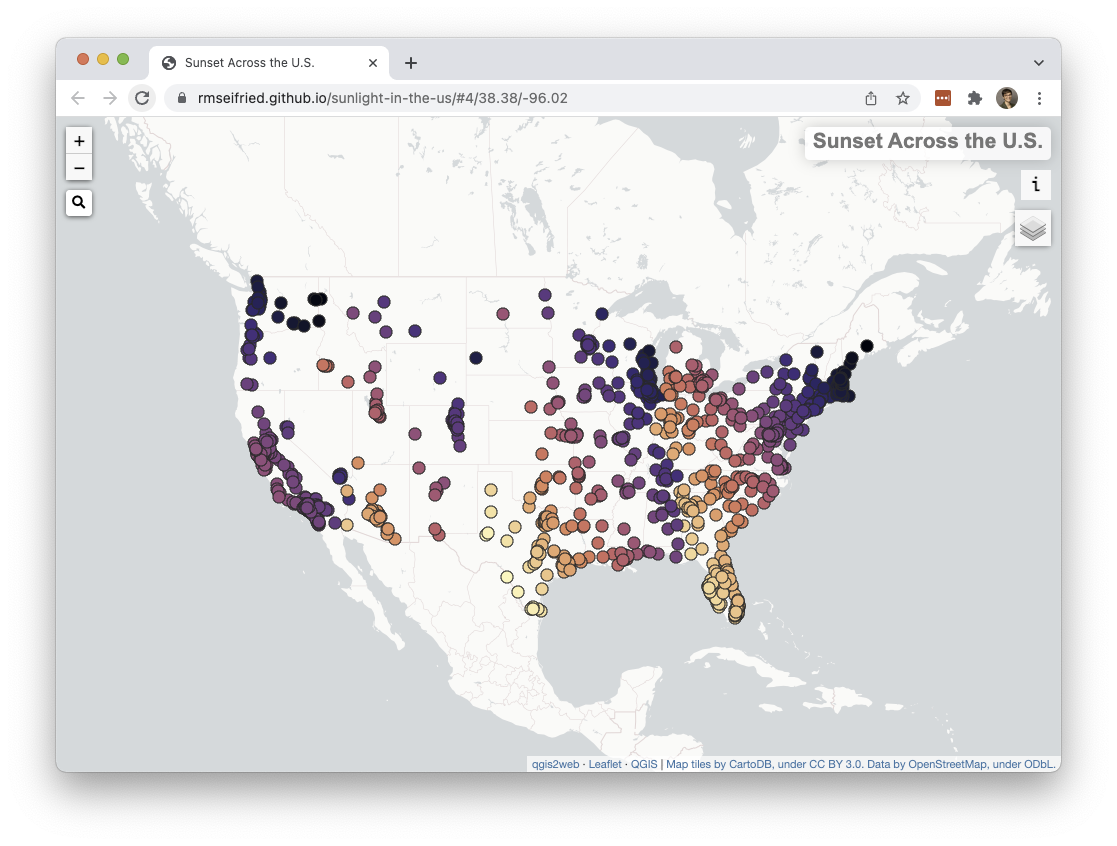 Sunset Across the U.S.
rmseifried.github.io/sunlight-in-the-us/#4/38.38/-96.02
+
−
Sunset Across the U.S.
i
qgis2web · Leaflet · QGIS | Map tiles by CartoDB, under CC BY 3.0. Data by OpenStreetMap, under ODbL.